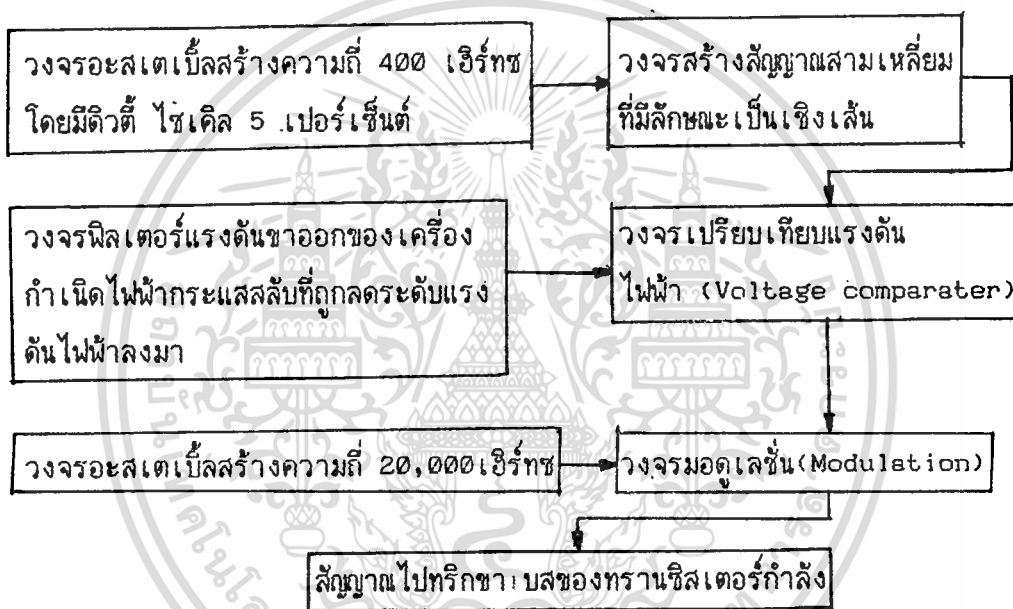 วงจรอะสเตเบิ้ลสร้างความถี่ 400 เฮิร์ทซ
โดยมีดิวตี้ ไซเคิล 5 เปอร์เซ็นต์
วงจรสร้างสัญญาณสามเหลี่ยม
ที่มีลักษณะเป็นเชิงเส้น
วงจรฟิลเตอร์แรงดันขาออกของเครื่อง
กำเนิดไฟฟ้ากระแสสลับที่ถูกลดระดับแรง
ดันไฟฟ้าลงมา
วงจรเปรียบเทียบแรงดัน
ไฟฟ้า (Voltage comparater)
วงจรอะสเตเบิ้ลสร้างความถี่ 20,000 เฮิร์ทซ
วงจรมอดูเลชั่น(Modulation)
สัญญาณไปทริกขาเบสของทรานซิสเตอร์กำลัง